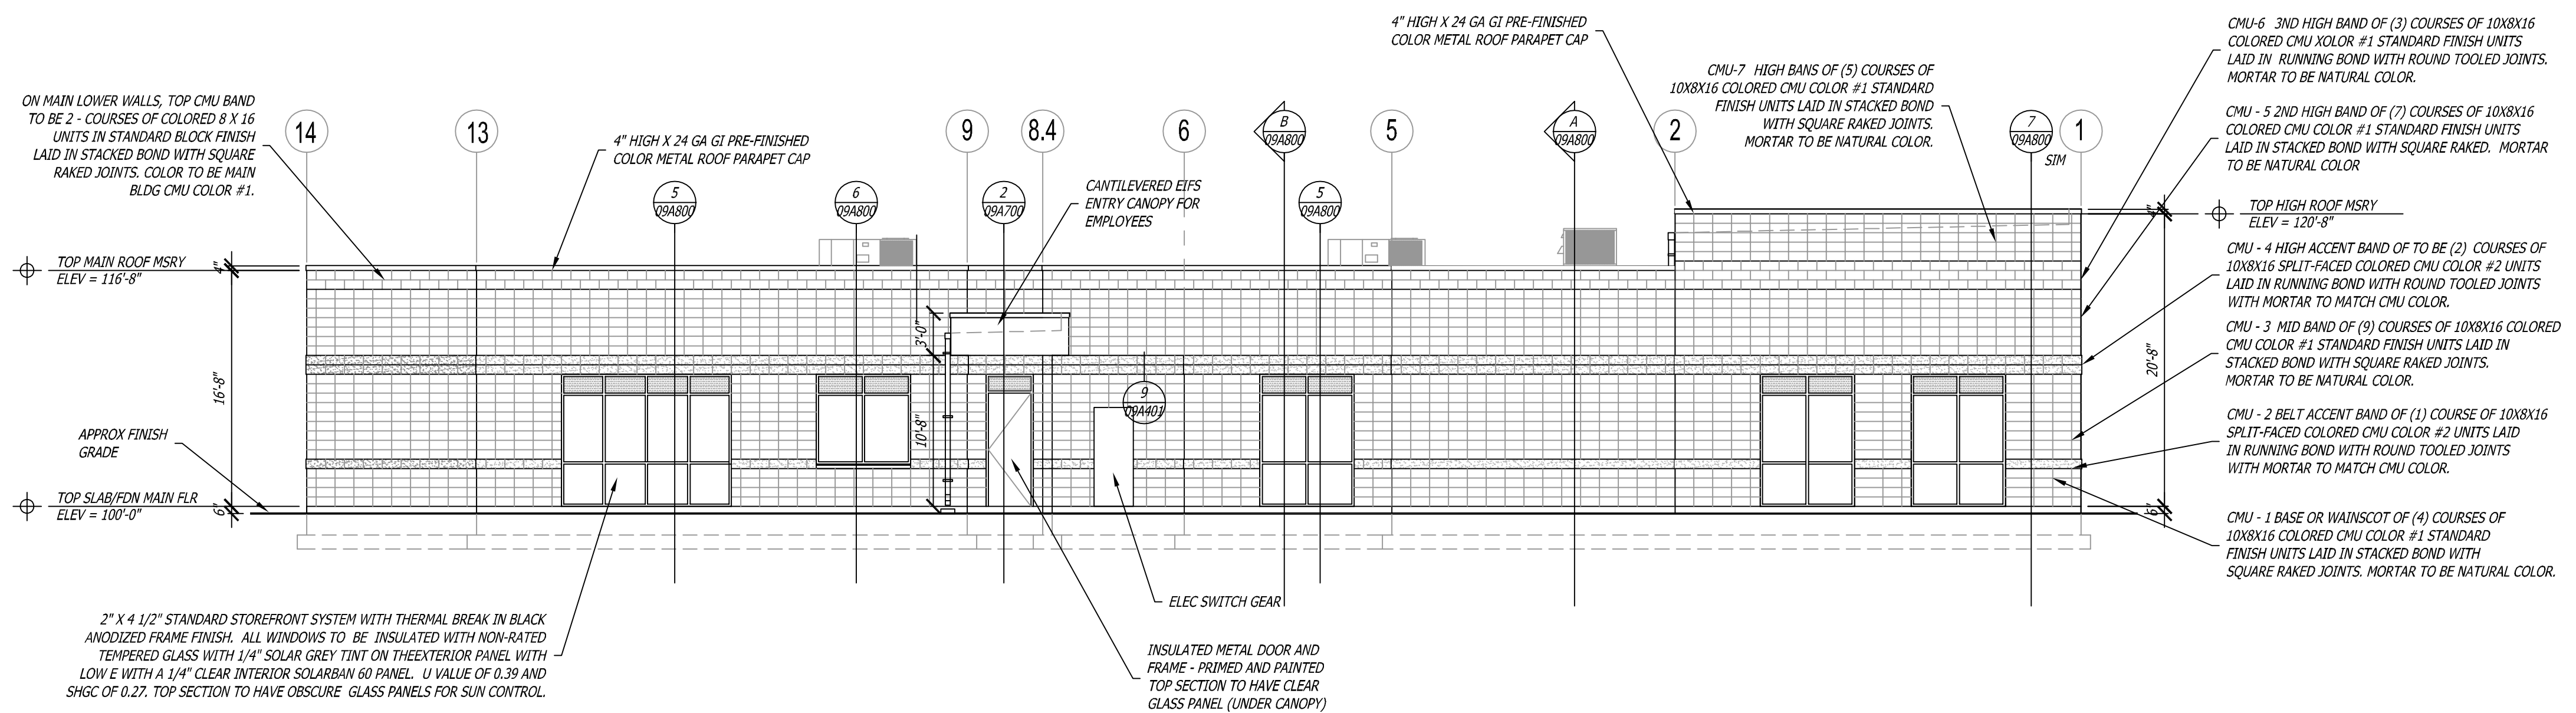 4" HIGH X 24 GA GI PRE-FINISHED
COLOR METAL ROOF PARAPET CAP
CMU-6 3ND HIGH BAND OF (3) COURSES OF 10X8X16
COLORED CMU XOLOR #1 STANDARD FINISH UNITS
LAID IN RUNNING BOND WITH ROUND TOOLED JOINTS.
MORTAR TO BE NATURAL COLOR.
CMU-7 HIGH BANS OF (5) COURSES OF
10X8X16 COLORED CMU COLOR #1 STANDARD
FINISH UNITS LAID IN STACKED BOND
WITH SQUARE RAKED JOINTS.
MORTAR TO BE NATURAL COLOR.
ON MAIN LOWER WALLS, TOP CMU BAND
TO BE 2 - COURSES OF COLORED 8 X 16
UNITS IN STANDARD BLOCK FINISH
LAID IN STACKED BOND WITH SQUARE
RAKED JOINTS. COLOR TO BE MAIN
BLDG CMU COLOR #1.
CMU - 5 2ND HIGH BAND OF (7) COURSES OF 10X8X16
COLORED CMU COLOR #1 STANDARD FINISH UNITS
LAID IN STACKED BOND WITH SQUARE RAKED. MORTAR
TO BE NATURAL COLOR
14
13
9
8.4
6
B
09A800
5
A
09A800
2
7
09A800
SIM
1
4" HIGH X 24 GA GI PRE-FINISHED
COLOR METAL ROOF PARAPET CAP
5
09A800
6
09A800
2
09A700
CANTILEVERED EIFS
ENTRY CANOPY FOR
EMPLOYEES
5
09A800
4"
TOP HIGH ROOF MSRY
ELEV = 120'-8"
TOP MAIN ROOF MSRY
ELEV = 116'-8"
4"
CMU - 4 HIGH ACCENT BAND OF TO BE (2) COURSES OF
10X8X16 SPLIT-FACED COLORED CMU COLOR #2 UNITS
LAID IN RUNNING BOND WITH ROUND TOOLED JOINTS
WITH MORTAR TO MATCH CMU COLOR.
3'-0"
CMU - 3 MID BAND OF (9) COURSES OF 10X8X16 COLORED
CMU COLOR #1 STANDARD FINISH UNITS LAID IN
STACKED BOND WITH SQUARE RAKED JOINTS.
MORTAR TO BE NATURAL COLOR.
16'-8"
20'-8"
9
09A401
10'-8"
CMU - 2 BELT ACCENT BAND OF (1) COURSE OF 10X8X16
SPLIT-FACED COLORED CMU COLOR #2 UNITS LAID
IN RUNNING BOND WITH ROUND TOOLED JOINTS
WITH MORTAR TO MATCH CMU COLOR.
APPROX FINISH
GRADE
TOP SLAB/FDN MAIN FLR
ELEV = 100'-0"
6"
6"
CMU - 1 BASE OR WAINSCOT OF (4) COURSES OF
10X8X16 COLORED CMU COLOR #1 STANDARD
FINISH UNITS LAID IN STACKED BOND WITH
SQUARE RAKED JOINTS. MORTAR TO BE NATURAL COLOR.
ELEC SWITCH GEAR
2" X 4 1/2" STANDARD STOREFRONT SYSTEM WITH THERMAL BREAK IN BLACK
ANODIZED FRAME FINISH. ALL WINDOWS TO BE INSULATED WITH NON-RATED
TEMPERED GLASS WITH 1/4" SOLAR GREY TINT ON THEEXTERIOR PANEL WITH
LOW E WITH A 1/4" CLEAR INTERIOR SOLARBAN 60 PANEL. U VALUE OF 0.39 AND
SHGC OF 0.27. TOP SECTION TO HAVE OBSCURE GLASS PANELS FOR SUN CONTROL.
INSULATED METAL DOOR AND
FRAME - PRIMED AND PAINTED
TOP SECTION TO HAVE CLEAR
GLASS PANEL (UNDER CANOPY)